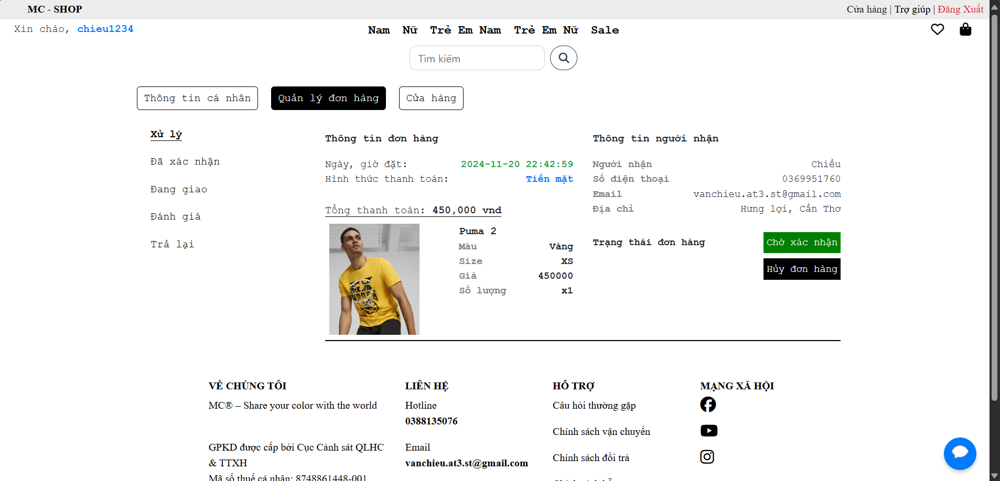 MC - SHOP
Cửa hàng | Trợ giúp | Đăng Xuất
Xin chào, chieu1234
Nam Nữ Trẻ Em Nam Trẻ Em Nữ Sale
Tìm kiếm
Thông tin cá nhân
Quản lý đơn hàng
Cửa hàng
Xử lý
Đã xác nhận
Đang giao
Đánh giá
Trả lại
Thông tin đơn hàng
Ngày, giờ đặt: 2024-11-20 22:42:59
Hình thức thanh toán: Tiền mặt
Tổng thanh toán: 450,000 vnd
Puma 2
Màu Vàng
Size XS
Giá 450000
Số lượng x1
Thông tin người nhận
Người nhận Chiều
Số điện thoại 0369951760
Email vanchieu.at3.st@gmail.com
Địa chỉ Hưng lợi, Cần Thơ
Trạng thái đơn hàng
Chờ xác nhận
Hủy đơn hàng
VỀ CHÚNG TÔI
MC® – Share your color with the world
GPKD được cấp bởi Cục Cảnh sát QLHC
& TTXH
Mã số thuế cá nhân: 8748861448-001
LIÊN HỆ
Hotline
0388135076
Email
vanchieu.at3.st@gmail.com
HỖ TRỢ
Câu hỏi thường gặp
Chính sách vận chuyển
Chính sách đổi trả
MẠNG XÃ HỘI